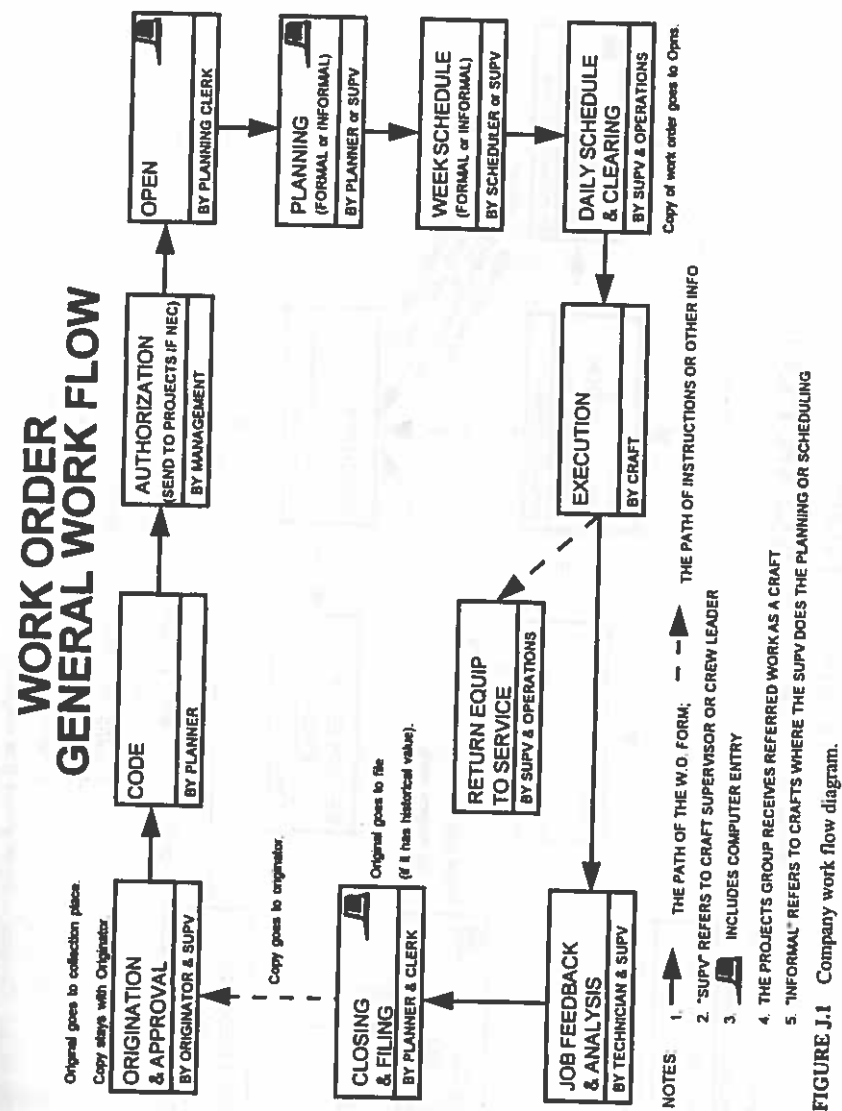 WORK ORDER
GENERAL WORK FLOW
Original goes to collection place.
Copy stays with Originator
ORIGINATION
& APPROVAL
BY ORIGINATOR & SUPV
CODE
BY PLANNER
AUTHORIZATION
(SEND TO PROJECTS IF NEC)
BY MANAGEMENT
OPEN
BY PLANNING CLERK
PLANNING
(FORMAL or INFORMAL)
BY PLANNER or SUPV
WEEK SCHEDULE
(FORMAL or INFORMAL)
BY SCHEDULER or SUPV
DAILY SCHEDULE
& CLEARING
BY SUPV & OPERATIONS
Copy of work order goes to Opns.
EXECUTION
BY CRAFT
RETURN EQUIP
TO SERVICE
BY SUPV & OPERATIONS
JOB FEEDBACK
& ANALYSIS
BY TECHNICIAN & SUPV
CLOSING
& FILING
BY PLANNER & CLERK
Original goes to file
(if it has historical value).
Copy goes to originator.
NOTES: 1. THE PATH OF THE W.O. FORM; THE PATH OF INSTRUCTIONS OR OTHER INFO
2. "SUPV" REFERS TO CRAFT SUPERVISOR OR CREW LEADER
3. INCLUDES COMPUTER ENTRY
4. THE PROJECTS GROUP RECEIVES REFERRED WORK AS A CRAFT
5. "INFORMAL" REFERS TO CRAFTS WHERE THE SUPV DOES THE PLANNING OR SCHEDULING
FIGURE J.1 Company work flow diagram.